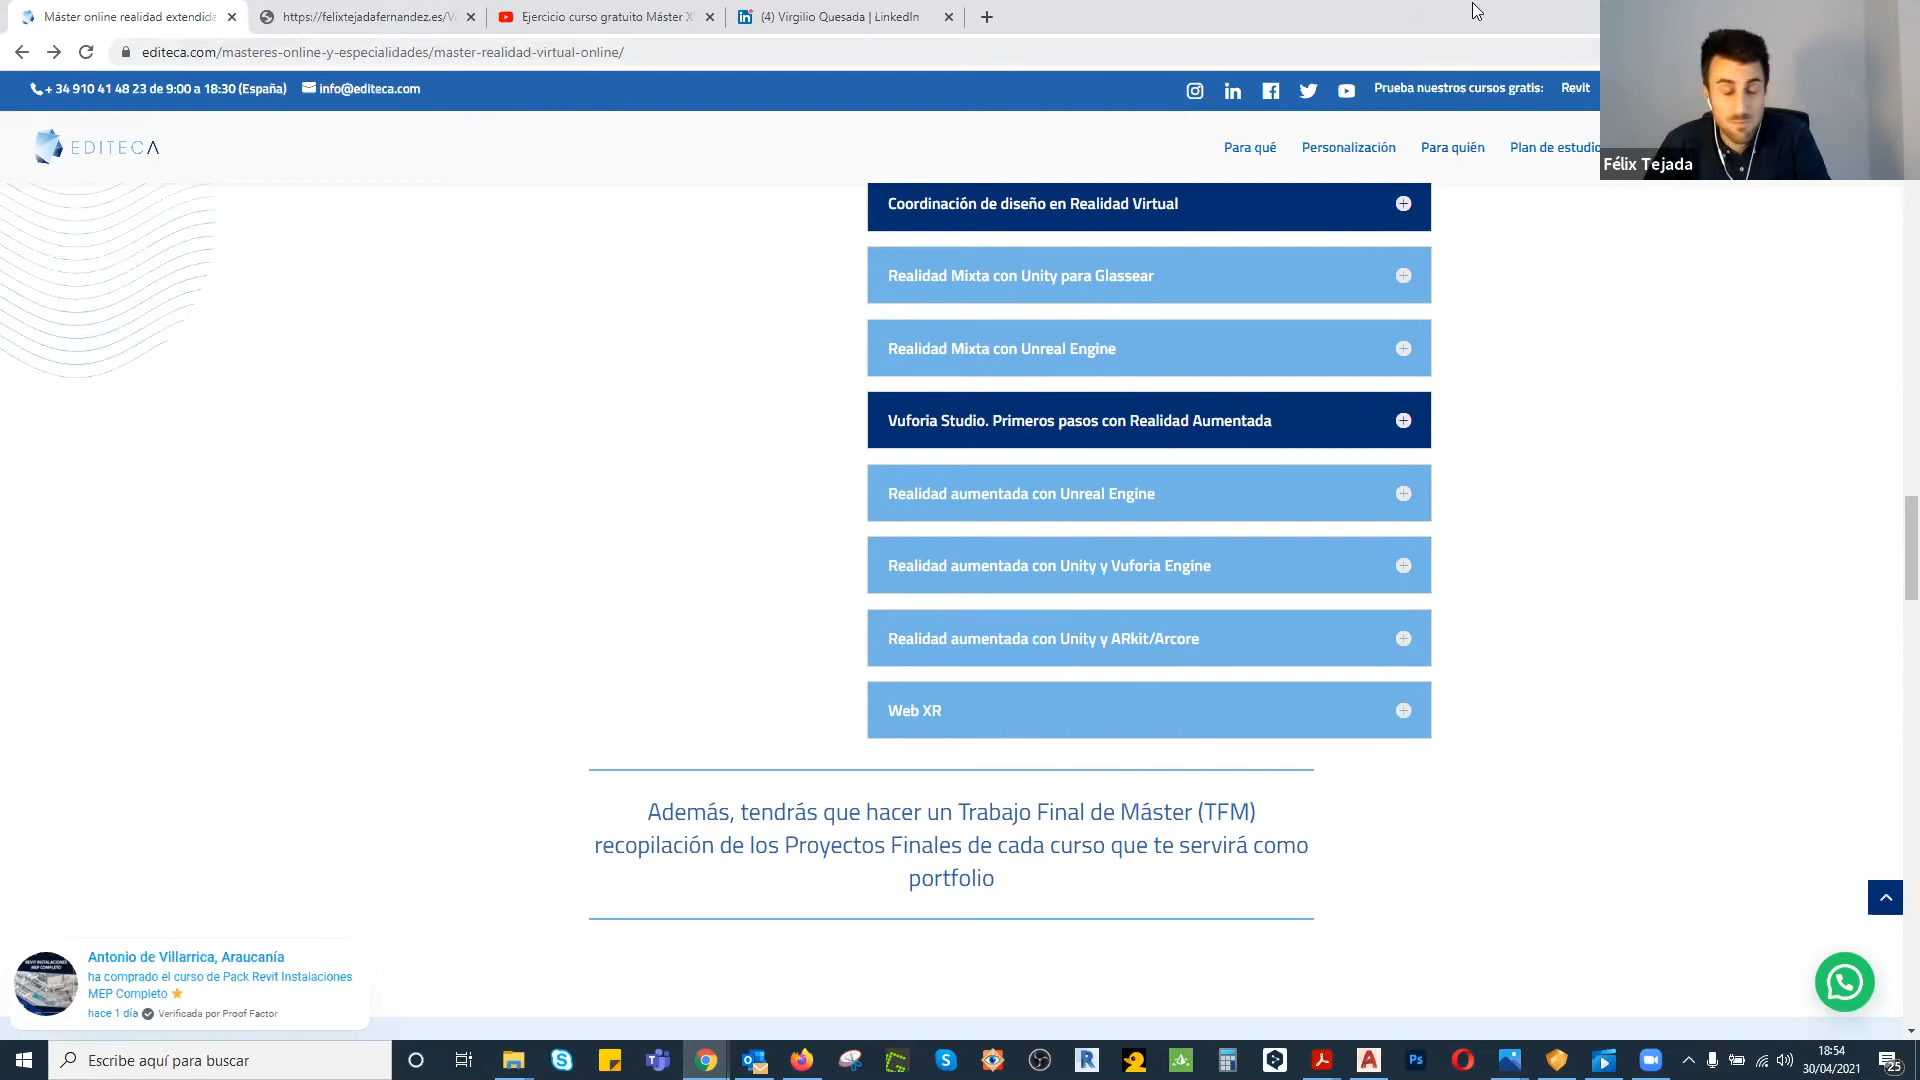 Máster online realidad extendida
https://felixtejadafernandez.es/V
Ejercicio curso gratuito Máster X
(4) Virgilio Quesada | LinkedIn
editeca.com/masteres-online-y-especialidades/master-realidad-virtual-online/
+ 34 910 41 48 23 de 9:00 a 18:30 (España)
info@editeca.com
Prueba nuestros cursos gratis:
Revit
EDITECA
Para qué
Personalización
Para quién
Plan de estudio
Félix Tejada
Coordinación de diseño en Realidad Virtual
Realidad Mixta con Unity para Glassear
Realidad Mixta con Unreal Engine
Vuforia Studio. Primeros pasos con Realidad Aumentada
Realidad aumentada con Unreal Engine
Realidad aumentada con Unity y Vuforia Engine
Realidad aumentada con Unity y ARkit/Arcore
Web XR
Además, tendrás que hacer un Trabajo Final de Máster (TFM)
recopilación de los Proyectos Finales de cada curso que te servirá como
portfolio
Antonio de Villarrica, Araucanía
ha comprado el curso de Pack Revit Instalaciones
MEP Completo
hace 1 día
Verificada por Proof Factor
Escribe aquí para buscar
18:54
30/04/2021
25